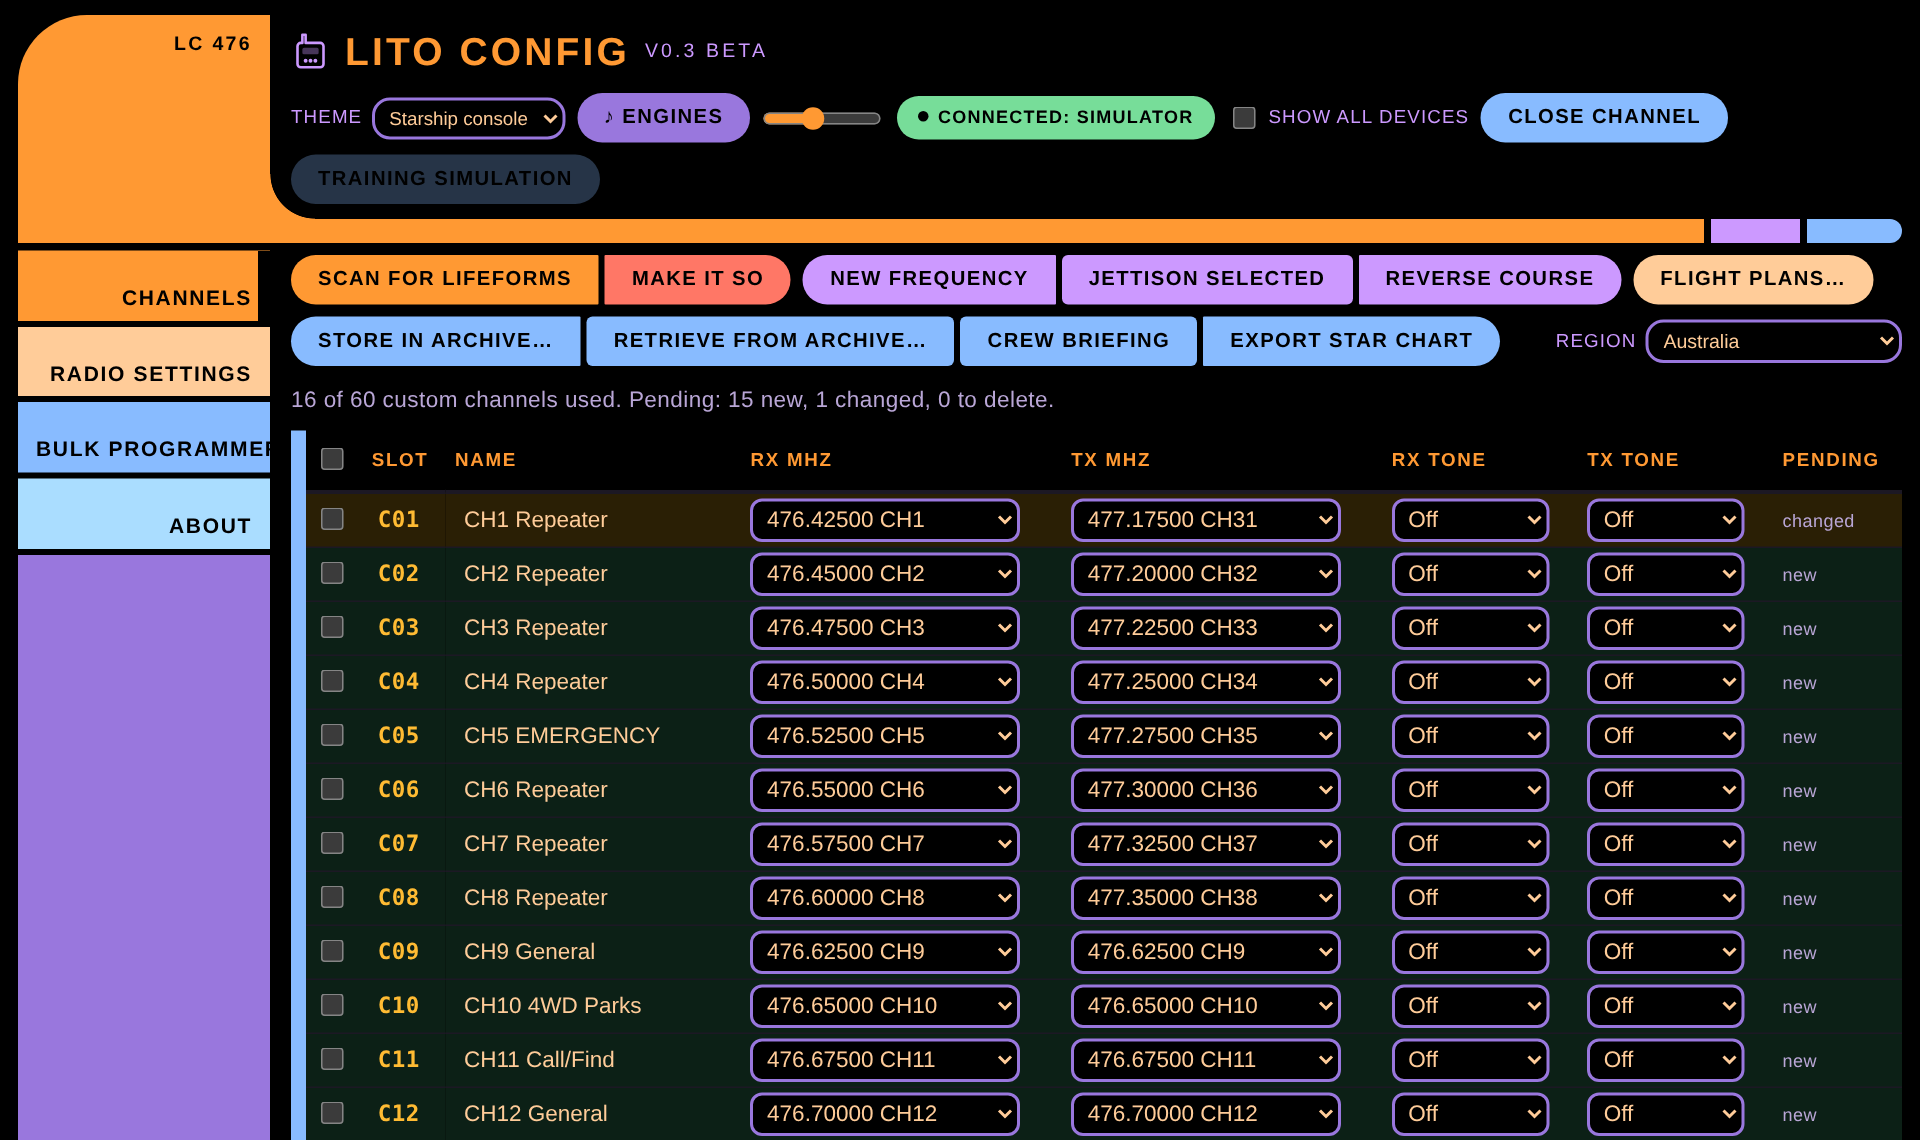 LC 476
LITO CONFIG V0.3 BETA
THEME Starship console ♪ ENGINES ● CONNECTED: SIMULATOR SHOW ALL DEVICES CLOSE CHANNEL
TRAINING SIMULATION
CHANNELS
RADIO SETTINGS
BULK PROGRAMMER
ABOUT
SCAN FOR LIFEFORMS MAKE IT SO NEW FREQUENCY JETTISON SELECTED REVERSE COURSE FLIGHT PLANS...
STORE IN ARCHIVE... RETRIEVE FROM ARCHIVE... CREW BRIEFING EXPORT STAR CHART REGION Australia
16 of 60 custom channels used. Pending: 15 new, 1 changed, 0 to delete.
SLOT NAME RX MHZ TX MHZ RX TONE TX TONE PENDING
C01 CH1 Repeater 476.42500 CH1 477.17500 CH31 Off Off changed
C02 CH2 Repeater 476.45000 CH2 477.20000 CH32 Off Off new
C03 CH3 Repeater 476.47500 CH3 477.22500 CH33 Off Off new
C04 CH4 Repeater 476.50000 CH4 477.25000 CH34 Off Off new
C05 CH5 EMERGENCY 476.52500 CH5 477.27500 CH35 Off Off new
C06 CH6 Repeater 476.55000 CH6 477.30000 CH36 Off Off new
C07 CH7 Repeater 476.57500 CH7 477.32500 CH37 Off Off new
C08 CH8 Repeater 476.60000 CH8 477.35000 CH38 Off Off new
C09 CH9 General 476.62500 CH9 476.62500 CH9 Off Off new
C10 CH10 4WD Parks 476.65000 CH10 476.65000 CH10 Off Off new
C11 CH11 Call/Find 476.67500 CH11 476.67500 CH11 Off Off new
C12 CH12 General 476.70000 CH12 476.70000 CH12 Off Off new